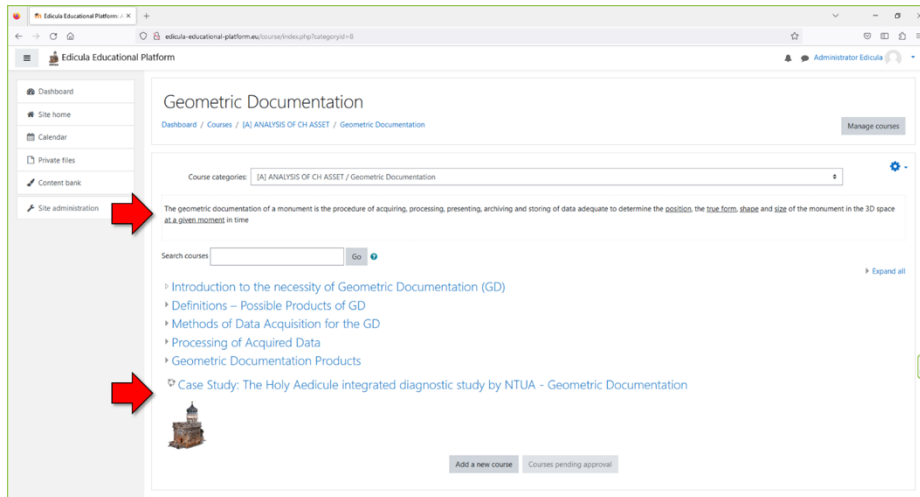 Edicula Educational Platform:
edicula-educational-platform.eu/course/index.php?categoryid=8
Edicula Educational Platform
Administrator Edicula
Dashboard
Site home
Calendar
Private files
Content bank
Site administration
Geometric Documentation
Dashboard / Courses / [A] ANALYSIS OF CH ASSET / Geometric Documentation
Manage courses
Course categories: [A] ANALYSIS OF CH ASSET / Geometric Documentation
The geometric documentation of a monument is the procedure of acquiring, processing, presenting, archiving and storing of data adequate to determine the position, the true form, shape and size of the monument in the 3D space
at a given moment in time
Search courses Go
Expand all
Introduction to the necessity of Geometric Documentation (GD)
Definitions – Possible Products of GD
Methods of Data Acquisition for the GD
Processing of Acquired Data
Geometric Documentation Products
Case Study: The Holy Aedicule integrated diagnostic study by NTUA - Geometric Documentation
Add a new course Courses pending approval